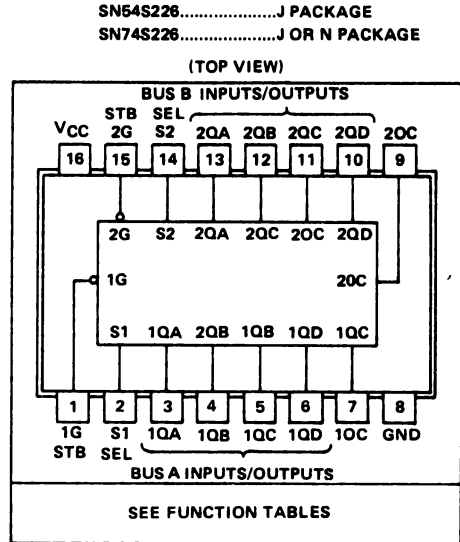 SN54S226.....................J PACKAGE
SN74S226.....................J OR N PACKAGE
(TOP VIEW)
BUS B INPUTS/OUTPUTS
STB SEL
VCC 2G S2 2QA 2QB 2QC 2QD 2OC
16 15 14 13 12 11 10 9
2G S2 2QA 2QC 2OC 2QD
1G 2OC
S1 1QA 2QB 1QB 1QD 1QC
1 2 3 4 5 6 7 8
1G S1 1QA 1QB 1QC 1QD 1OC GND
STB SEL
BUS A INPUTS/OUTPUTS
SEE FUNCTION TABLES